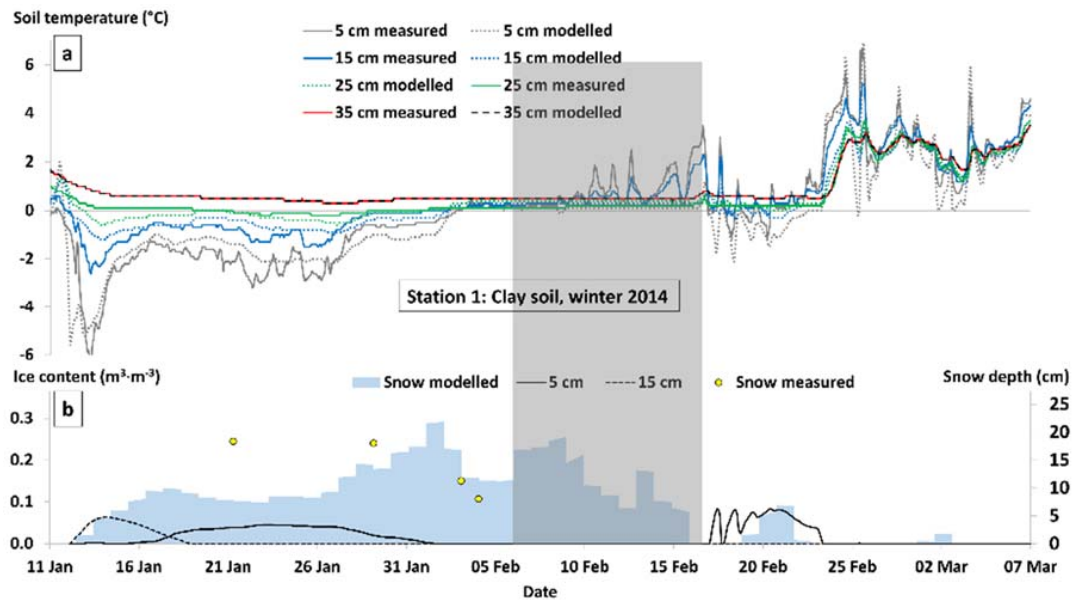 Soil temperature (°C)
a
5 cm measured 5 cm modelled
15 cm measured 15 cm modelled
25 cm modelled 25 cm measured
35 cm measured 35 cm modelled
6
4
2
0
-2
-4
-6
Station 1: Clay soil, winter 2014
Ice content (m³·m⁻³) Snow modelled 5 cm 15 cm Snow measured Snow depth (cm)
b
0.3 25
20
0.2 15
10
0.1 5
0.0 0
11 Jan 16 Jan 21 Jan 26 Jan 31 Jan 05 Feb 10 Feb 15 Feb 20 Feb 25 Feb 02 Mar 07 Mar
Date